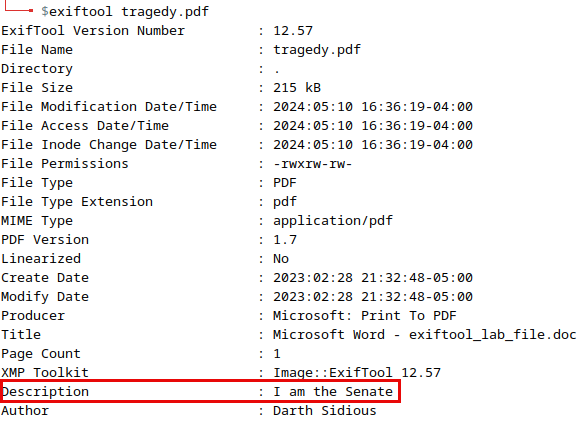 $exiftool tragedy.pdf
ExifTool Version Number : 12.57
File Name : tragedy.pdf
Directory : .
File Size : 215 kB
File Modification Date/Time : 2024:05:10 16:36:19-04:00
File Access Date/Time : 2024:05:10 16:36:19-04:00
File Inode Change Date/Time : 2024:05:10 16:36:19-04:00
File Permissions : -rwxrw-rw-
File Type : PDF
File Type Extension : pdf
MIME Type : application/pdf
PDF Version : 1.7
Linearized : No
Create Date : 2023:02:28 21:32:48-05:00
Modify Date : 2023:02:28 21:32:48-05:00
Producer : Microsoft: Print To PDF
Title : Microsoft Word - exiftool_lab_file.doc
Page Count : 1
XMP Toolkit : Image::ExifTool 12.57
Description : I am the Senate
Author : Darth Sidious